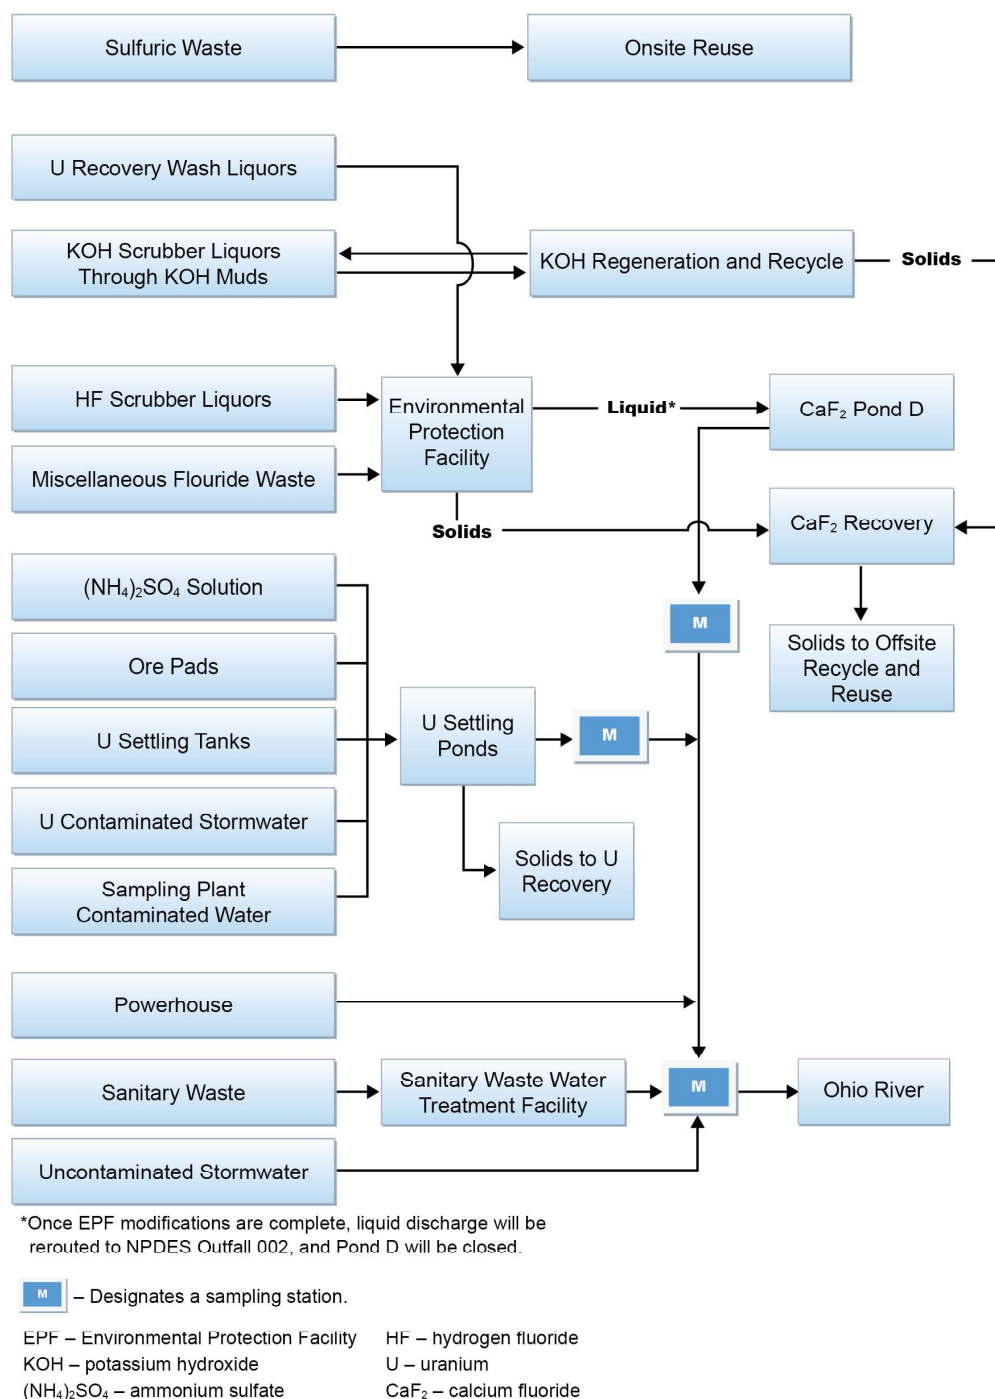 Sulfuric Waste
Onsite Reuse
U Recovery Wash Liquors
KOH Scrubber Liquors
Through KOH Muds
KOH Regeneration and Recycle
Solids
HF Scrubber Liquors
Environmental
Protection
Facility
Liquid*
CaF₂ Pond D
Miscellaneous Flouride Waste
Solids
CaF₂ Recovery
(NH₄)₂SO₄ Solution
M
Solids to Offsite
Recycle and
Reuse
Ore Pads
U Settling Tanks
U Settling
Ponds
M
U Contaminated Stormwater
Solids to U
Recovery
Sampling Plant
Contaminated Water
Powerhouse
Sanitary Waste
Sanitary Waste Water
Treatment Facility
M
Ohio River
Uncontaminated Stormwater
*Once EPF modifications are complete, liquid discharge will be
rerouted to NPDES Outfall 002, and Pond D will be closed.
M – Designates a sampling station.
EPF – Environmental Protection Facility HF – hydrogen fluoride
KOH – potassium hydroxide U – uranium
(NH₄)₂SO₄ – ammonium sulfate CaF₂ – calcium fluoride